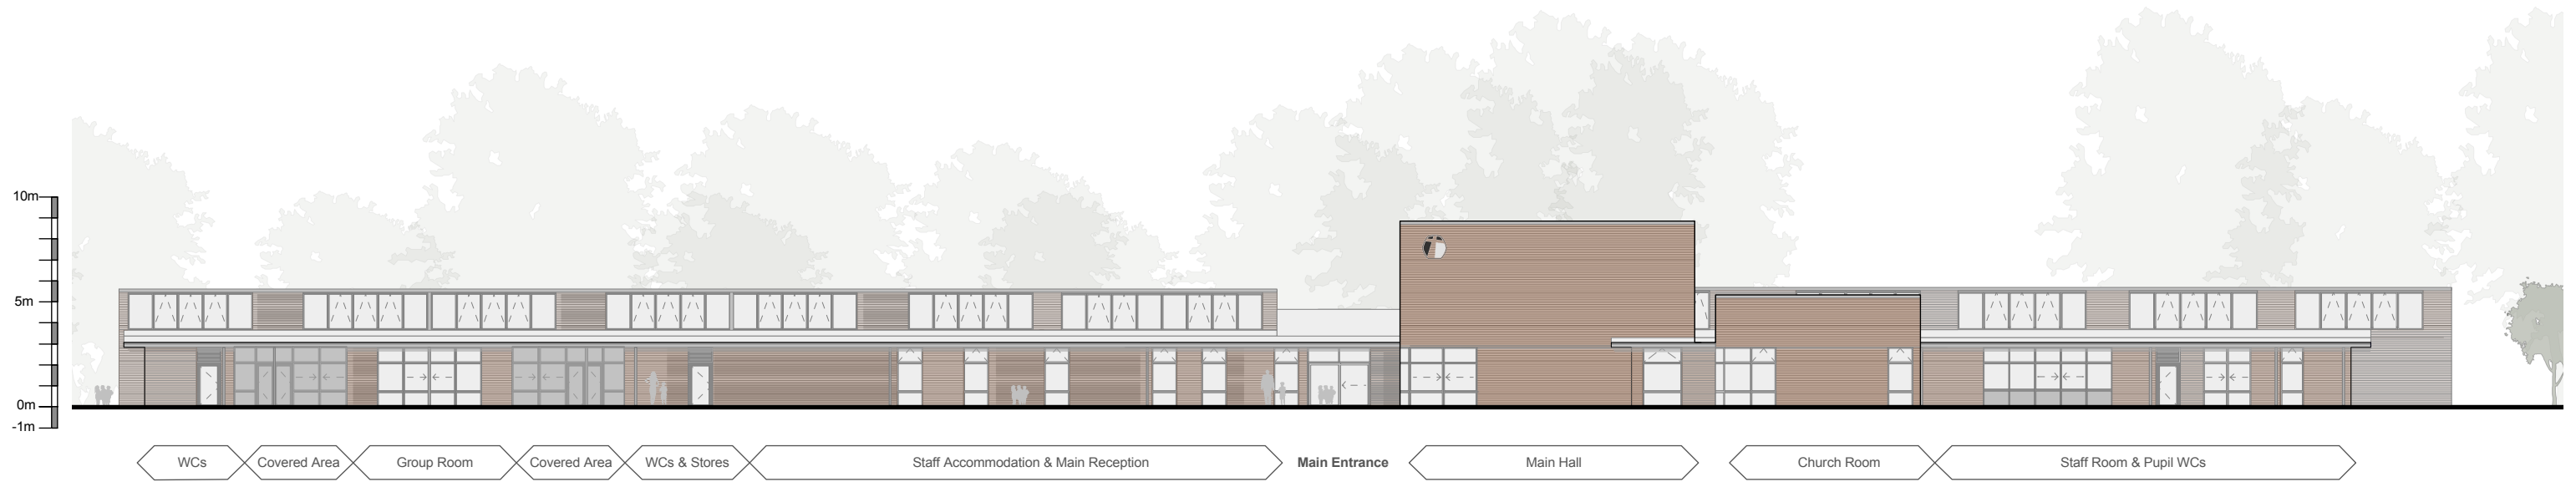 10m
5m
0m
-1m
WCs
Covered Area
Group Room
Covered Area
WCs & Stores
Staff Accommodation & Main Reception
Main Entrance
Main Hall
Church Room
Staff Room & Pupil WCs